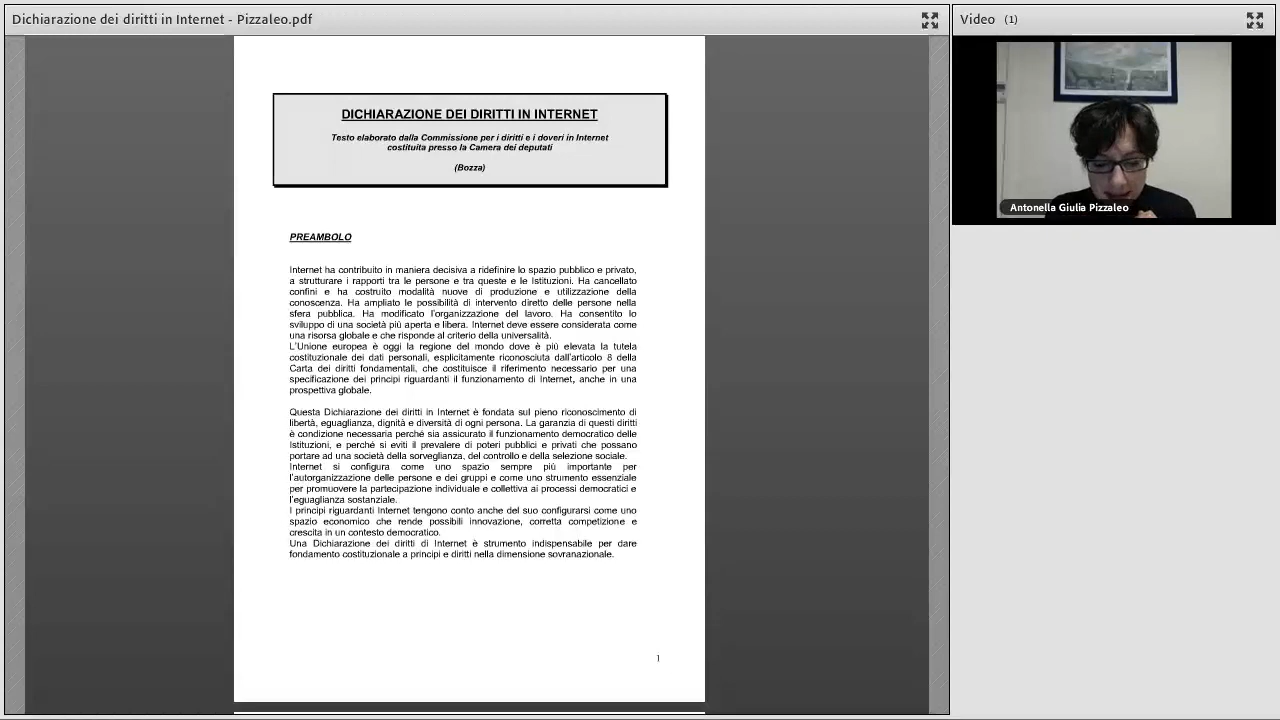 Dichiarazione dei diritti in Internet - Pizzaleo.pdf
Video (1)
Antonella Giulia Pizzaleo
DICHIARAZIONE DEI DIRITTI IN INTERNET
Testo elaborato dalla Commissione per i diritti e i doveri in Internet
costituita presso la Camera dei deputati
(Bozza)
PREAMBOLO
Internet ha contribuito in maniera decisiva a ridefinire lo spazio pubblico e privato,
a strutturare i rapporti tra le persone e tra queste e le Istituzioni. Ha cancellato
confini e ha costruito modalità nuove di produzione e utilizzazione della
conoscenza. Ha ampliato le possibilità di intervento diretto delle persone nella
sfera pubblica. Ha modificato l'organizzazione del lavoro. Ha consentito lo
sviluppo di una società più aperta e libera. Internet deve essere considerata come
una risorsa globale e che risponde al criterio della universalità.
L'Unione europea è oggi la regione del mondo dove è più elevata la tutela
costituzionale dei dati personali, esplicitamente riconosciuta dall'articolo 8 della
Carta dei diritti fondamentali, che costituisce il riferimento necessario per una
specificazione dei principi riguardanti il funzionamento di Internet, anche in una
prospettiva globale.
Questa Dichiarazione dei diritti in Internet è fondata sul pieno riconoscimento di
libertà, eguaglianza, dignità e diversità di ogni persona. La garanzia di questi diritti
è condizione necessaria perché sia assicurato il funzionamento democratico delle
Istituzioni, e perché si eviti il prevalere di poteri pubblici e privati che possano
portare ad una società della sorveglianza, del controllo e della selezione sociale.
Internet si configura come uno spazio sempre più importante per
l'autorganizzazione delle persone e dei gruppi e come uno strumento essenziale
per promuovere la partecipazione individuale e collettiva ai processi democratici e
l'eguaglianza sostanziale.
I principi riguardanti Internet tengono conto anche del suo configurarsi come uno
spazio economico che rende possibili innovazione, corretta competizione e
crescita in un contesto democratico.
Una Dichiarazione dei diritti di Internet è strumento indispensabile per dare
fondamento costituzionale a principi e diritti nella dimensione sovranazionale.
1